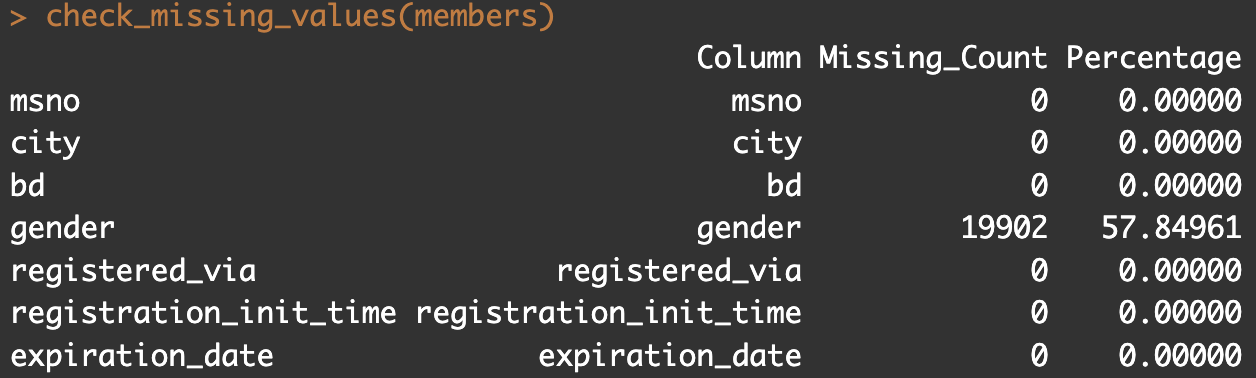 > check_missing_values(members)
Column Missing_Count Percentage
msno msno 0 0.00000
city city 0 0.00000
bd bd 0 0.00000
gender gender 19902 57.84961
registered_via registered_via 0 0.00000
registration_init_time registration_init_time 0 0.00000
expiration_date expiration_date 0 0.00000